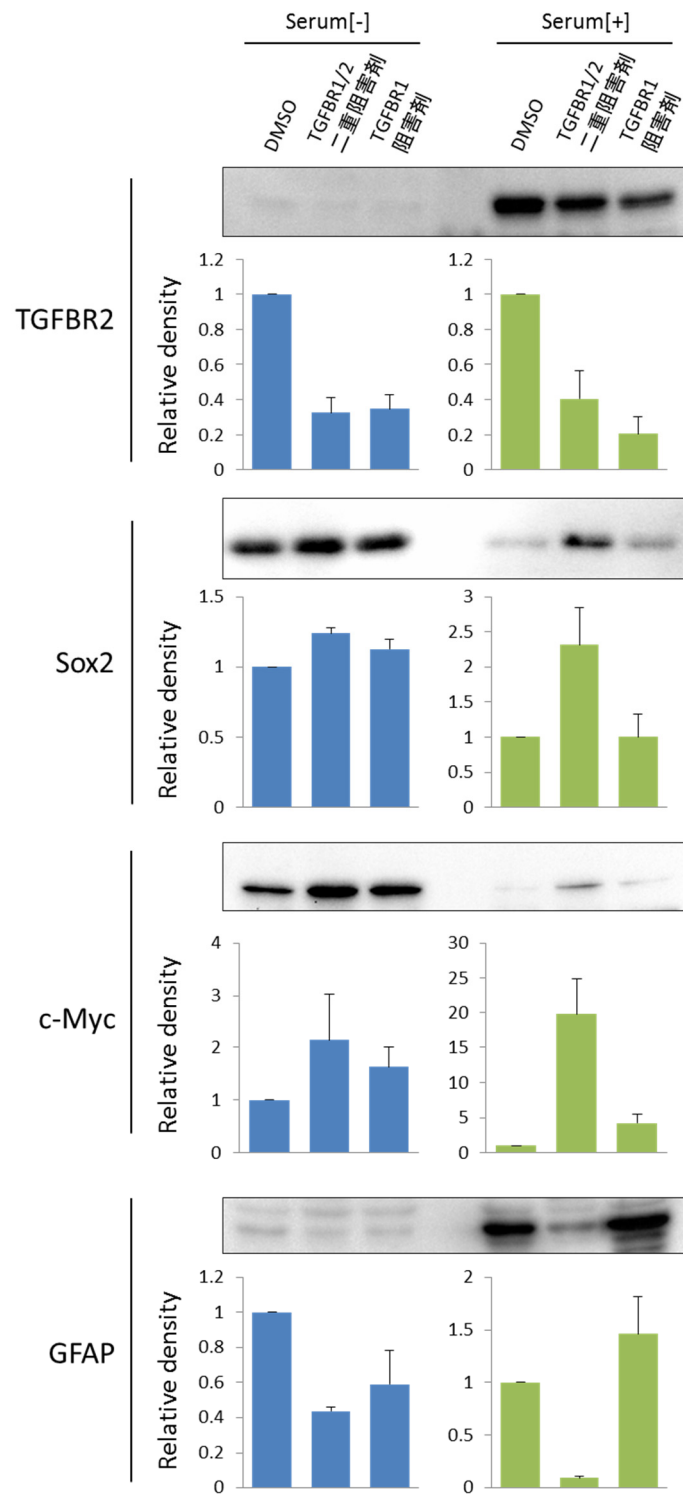 Serum[-]
Serum[+]
DMSO
TGFBR1/2
二重阻害剤
TGFBR1
阻害剤
DMSO
TGFBR1/2
二重阻害剤
TGFBR1
阻害剤
TGFBR2
Relative density
1.2
1
0.8
0.6
0.4
0.2
0
1.2
1
0.8
0.6
0.4
0.2
0
Sox2
Relative density
1.5
1
0.5
0
3
2.5
2
1.5
1
0.5
0
c-Myc
Relative density
4
3
2
1
0
30
25
20
15
10
5
0
GFAP
Relative density
1.2
1
0.8
0.6
0.4
0.2
0
2
1.5
1
0.5
0